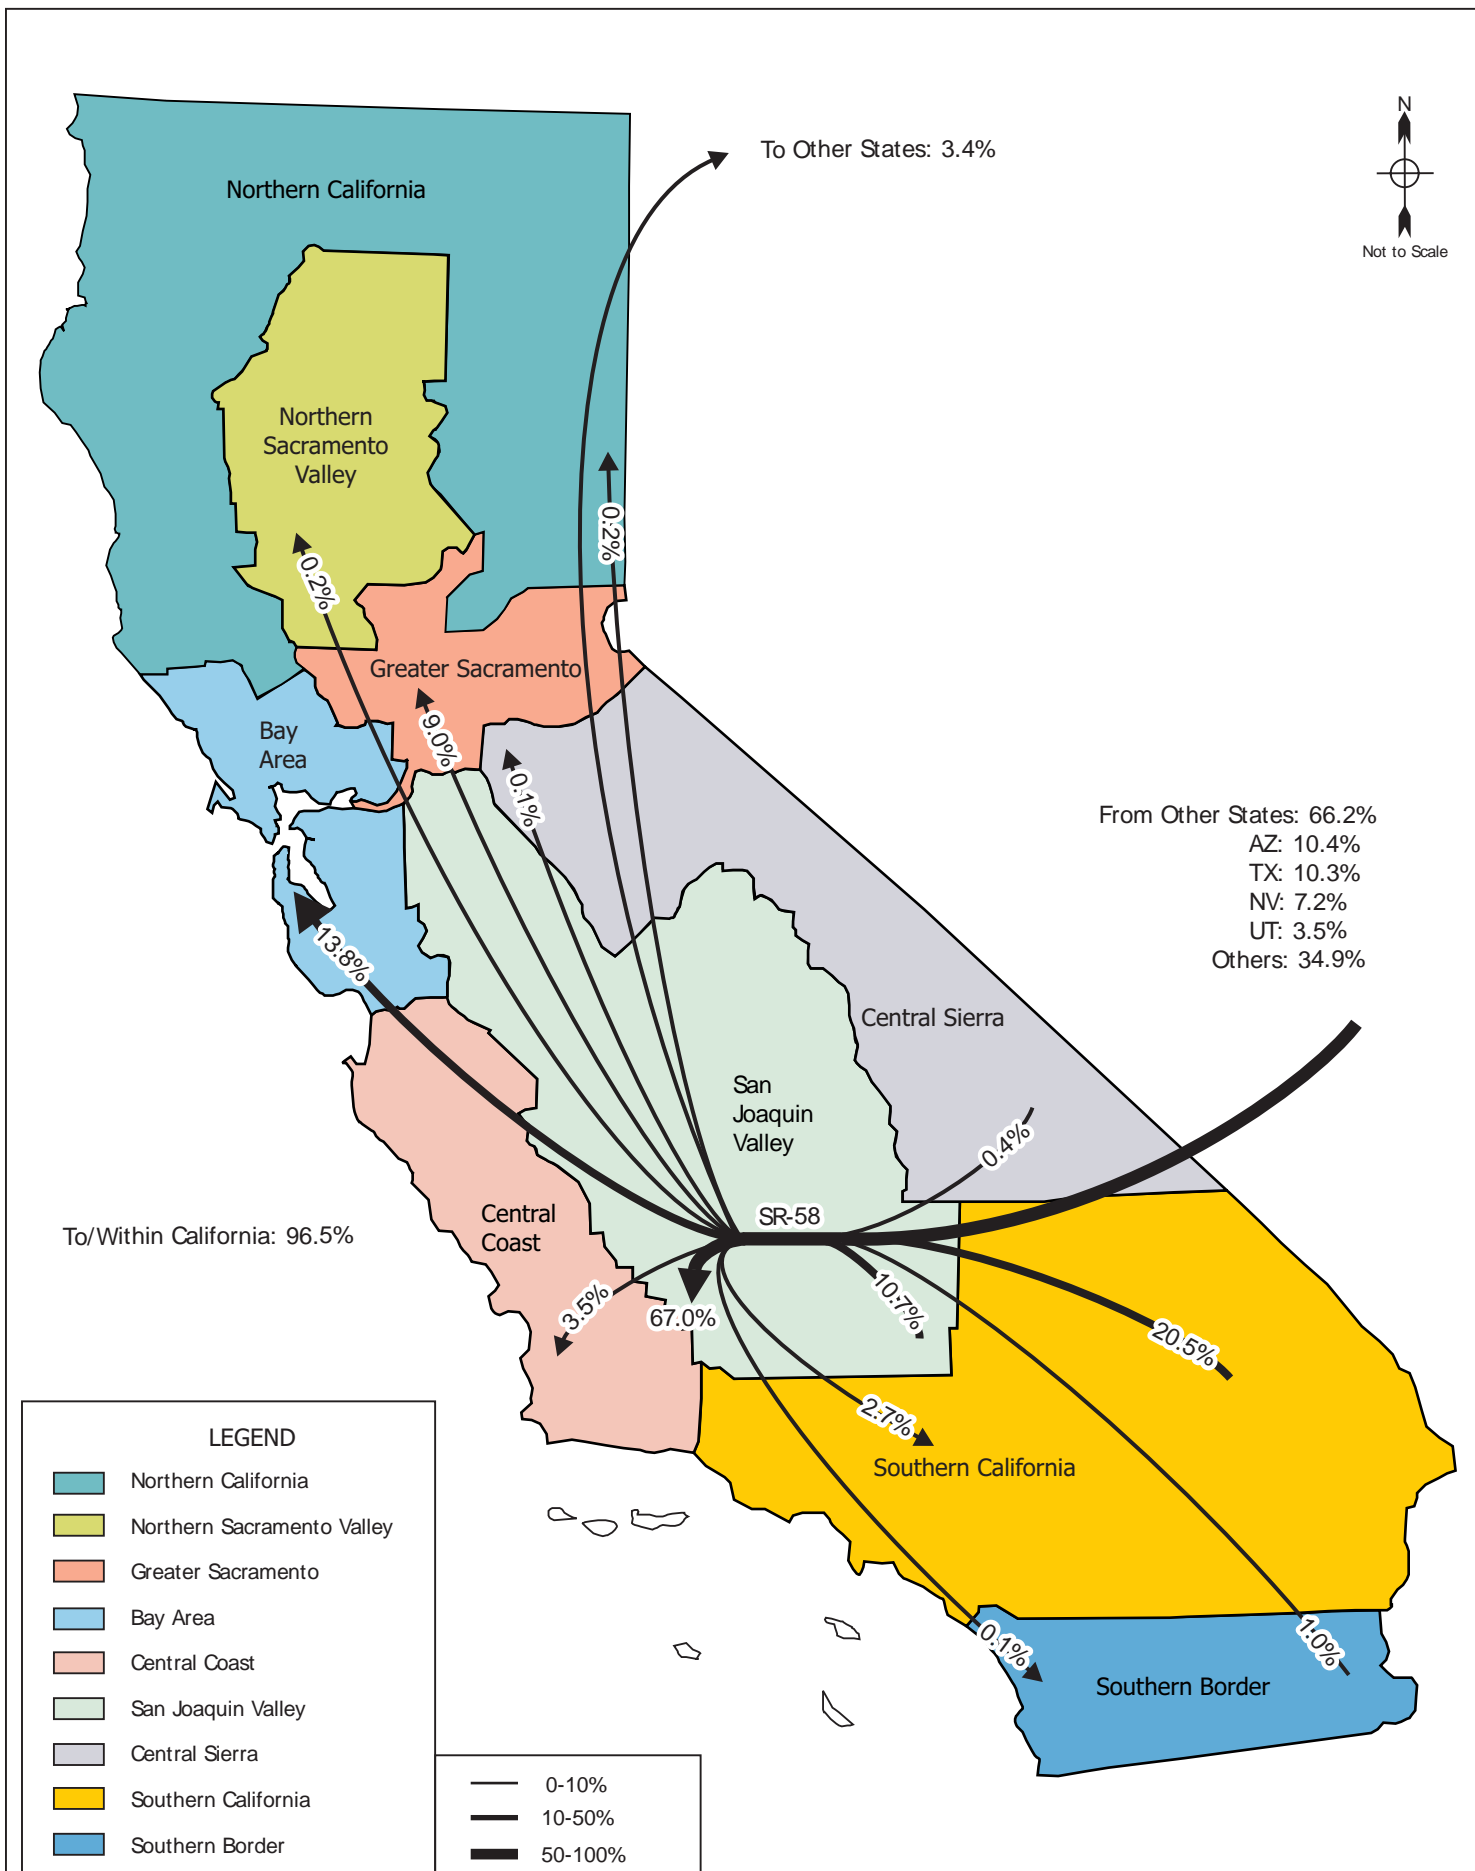 N
Not to Scale
To Other States: 3.4%
Northern California
Northern
Sacramento
Valley
0.2%
0.2%
Greater Sacramento
9.0%
Bay
Area
0.1%
13.8%
From Other States: 66.2%
AZ: 10.4%
TX: 10.3%
NV: 7.2%
UT: 3.5%
Others: 34.9%
Central Sierra
San
Joaquin
Valley
0.4%
SR-58
Central
Coast
To/Within California: 96.5%
3.5%
67.0%
10.7%
20.5%
2.7%
Southern California
0.1%
1.0%
Southern Border
LEGEND
Northern California
Northern Sacramento Valley
Greater Sacramento
Bay Area
Central Coast
San Joaquin Valley
Central Sierra
Southern California
Southern Border
0-10%
10-50%
50-100%